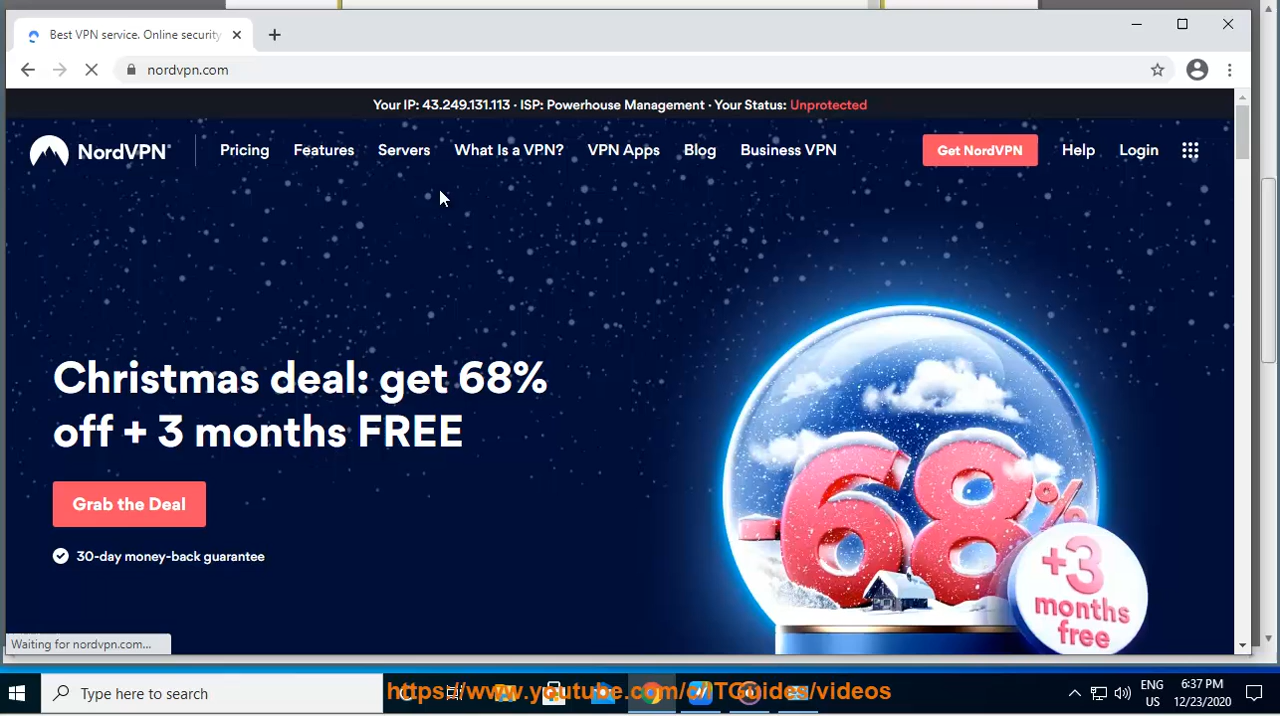 Best VPN service. Online security
nordvpn.com
Your IP: 43.249.131.113 · ISP: Powerhouse Management · Your Status: Unprotected
NordVPN®
Pricing
Features
Servers
What Is a VPN?
VPN Apps
Blog
Business VPN
Get NordVPN
Help
Login
Christmas deal: get 68%
off + 3 months FREE
Grab the Deal
30-day money-back guarantee
-68%
+3
months
free
Waiting for nordvpn.com...
Type here to search
https://www.youtube.com/c/ITGuides/videos
ENG
US
6:37 PM
12/23/2020